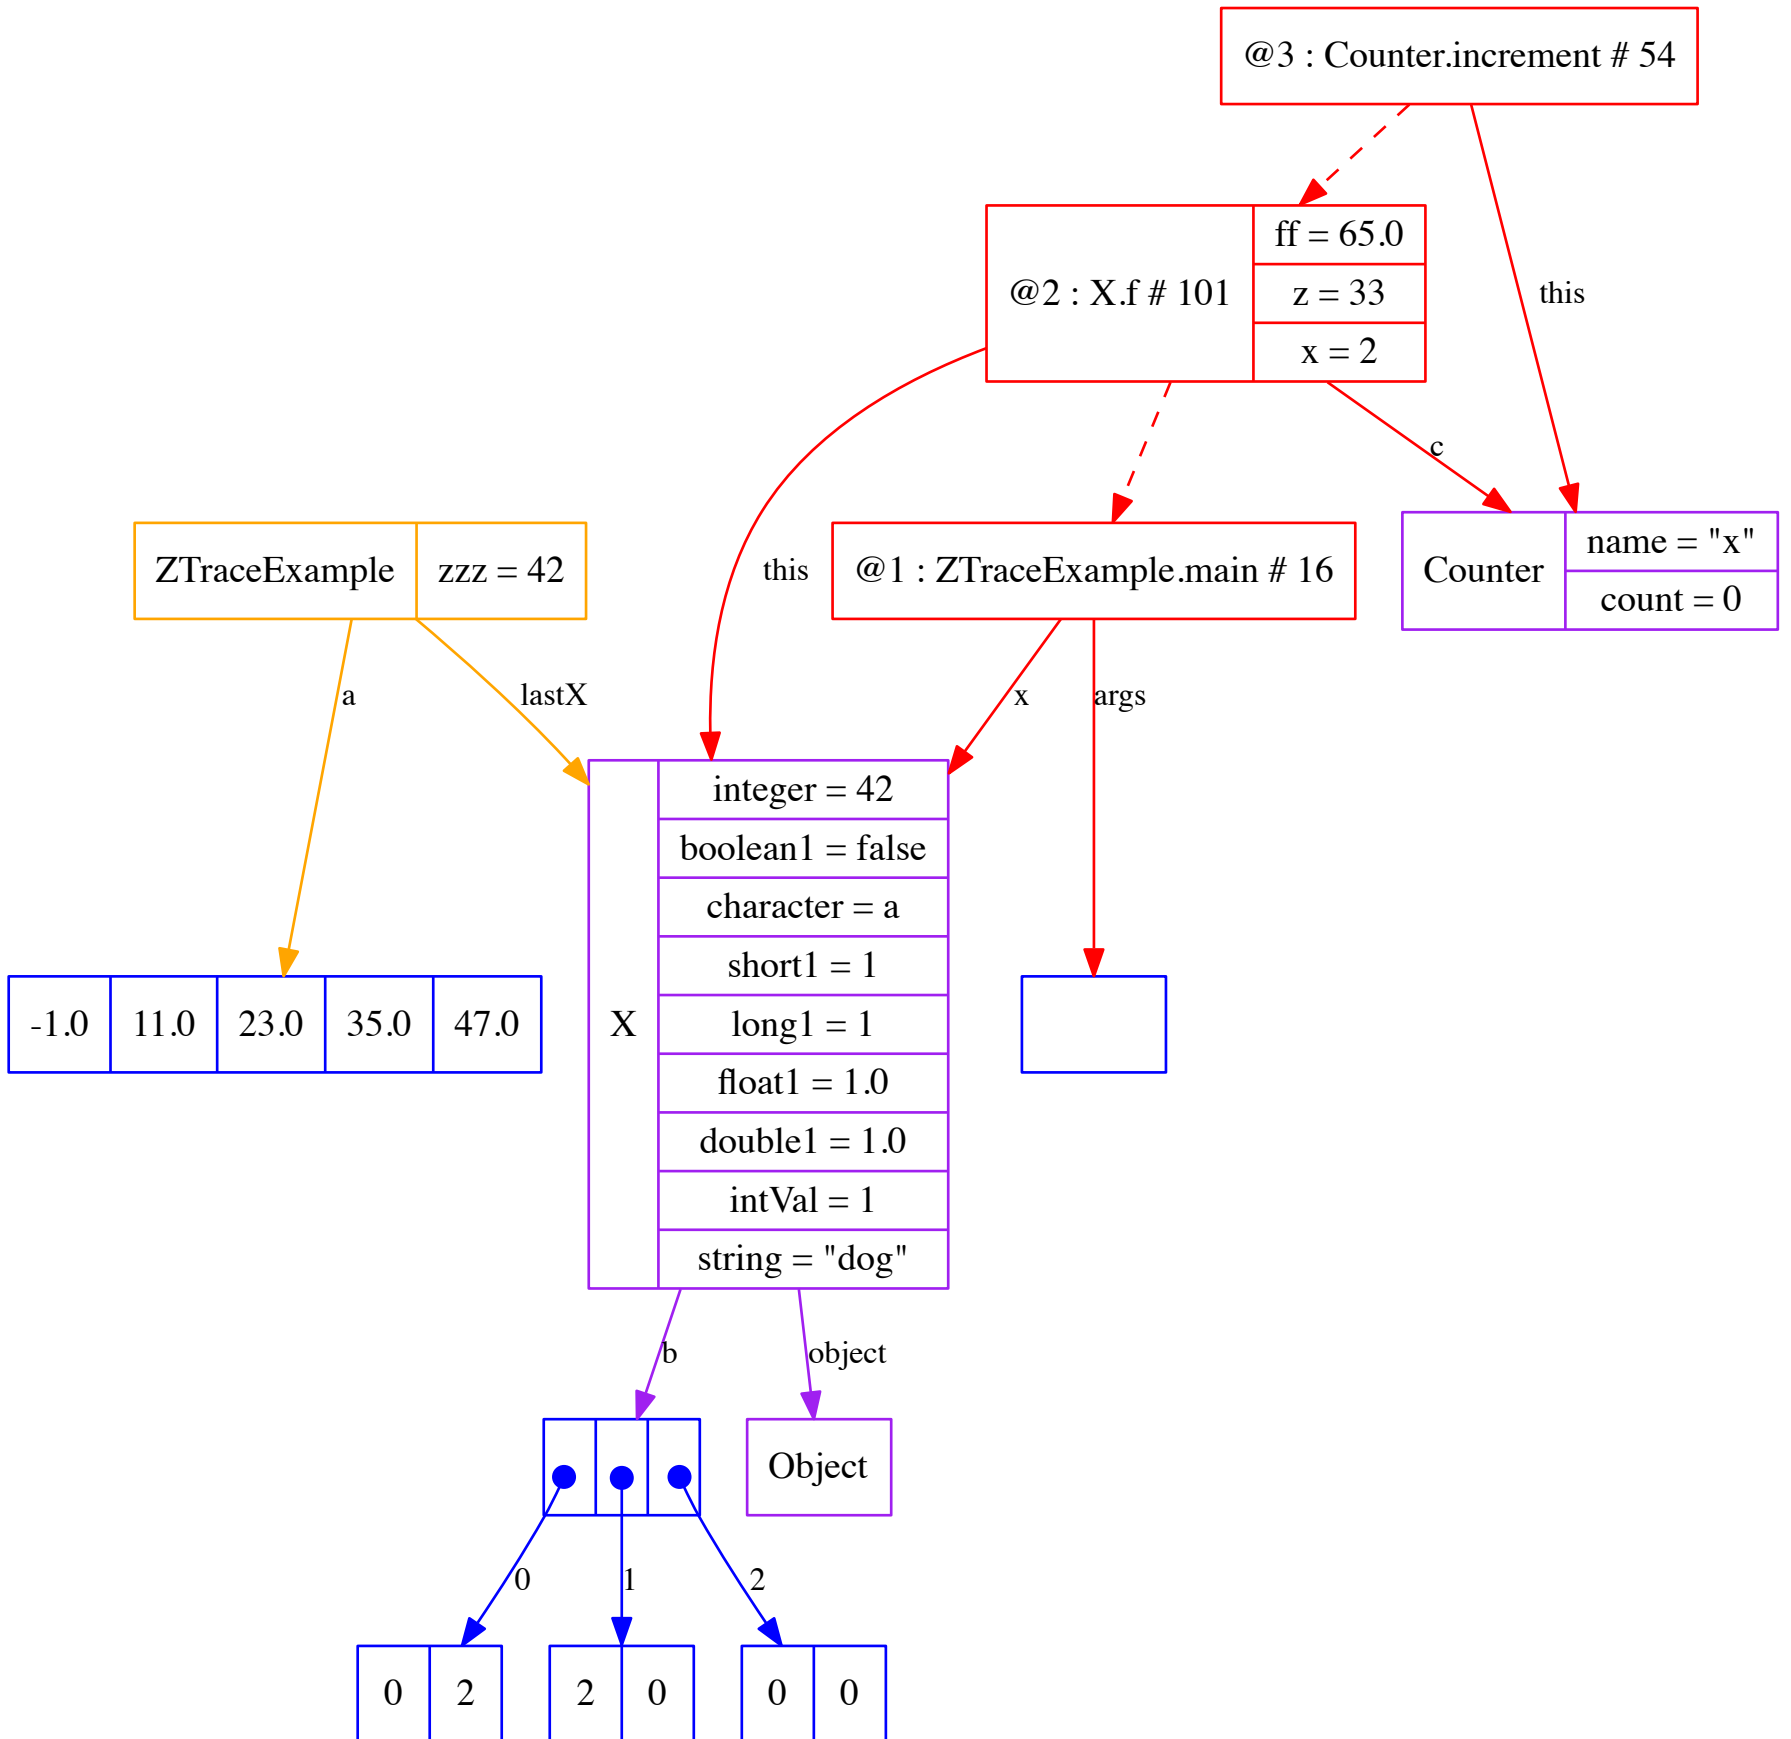 @3 : Counter.increment # 54
@2 : X.f # 101
ff = 65.0
z = 33
x = 2
this
c
ZTraceExample
zzz = 42
this
@1 : ZTraceExample.main # 16
Counter
name = "x"
count = 0
a
lastX
x
args
X
integer = 42
boolean1 = false
character = a
short1 = 1
long1 = 1
float1 = 1.0
double1 = 1.0
intVal = 1
string = "dog"
-1.0 11.0 23.0 35.0 47.0
b
object
Object
0
1
2
0 2
2 0
0 0